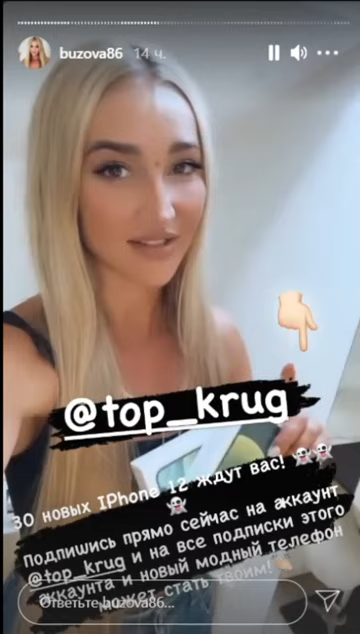 buzova86 14 ч.
@top_krug
30 новых IPhone 12 ждут вас!
Подпишись прямо сейчас на аккаунт
@top_krug и на все подписки этого
аккаунта и новый модный телефон
может стать твоим!
Ответьте buzova86...